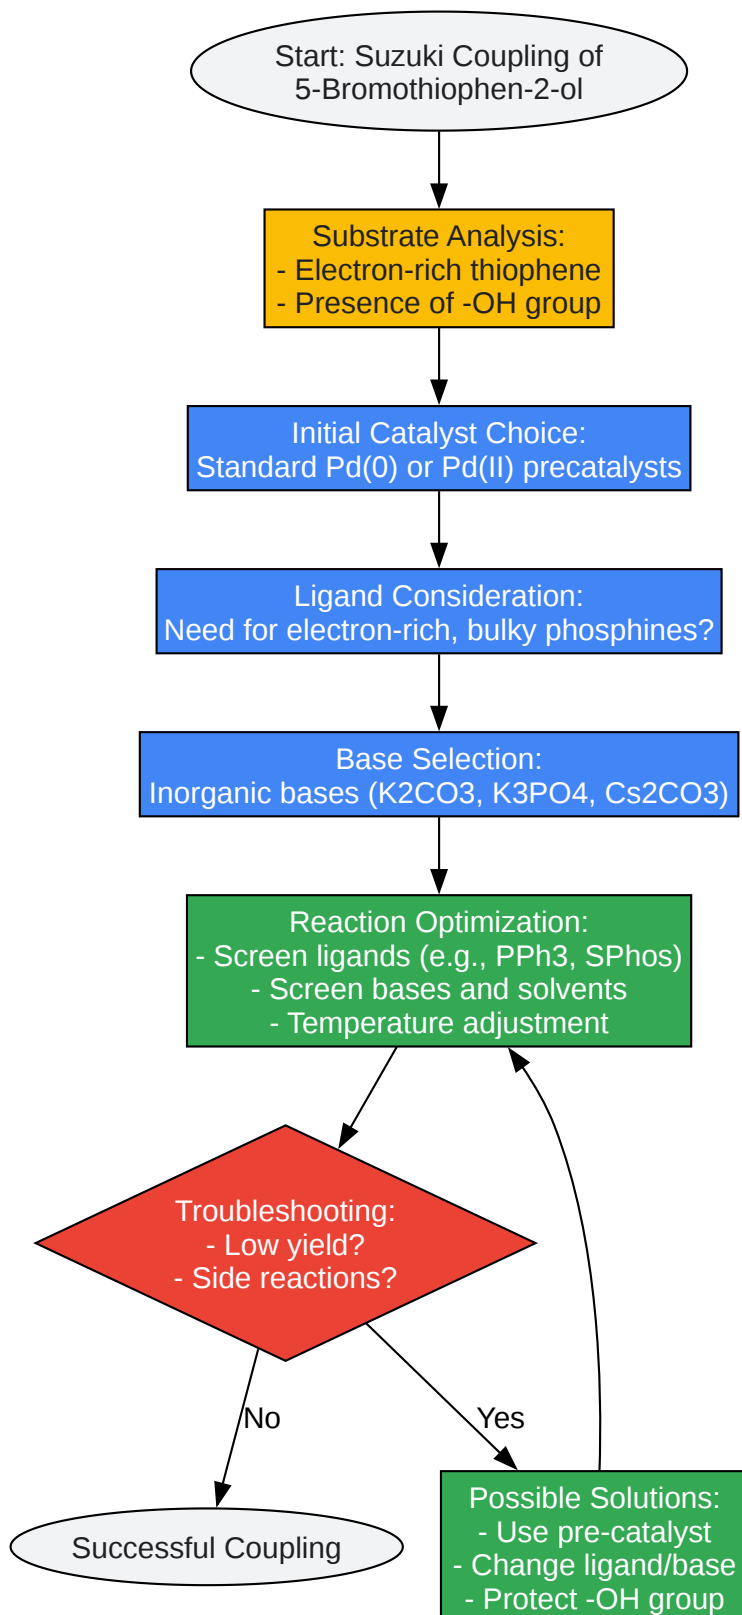 Start: Suzuki Coupling of
5-Bromothiophen-2-ol
Substrate Analysis:
- Electron-rich thiophene
- Presence of -OH group
Initial Catalyst Choice:
Standard Pd(0) or Pd(II) precatalysts
Ligand Consideration:
Need for electron-rich, bulky phosphines?
Base Selection:
Inorganic bases (K2CO3, K3PO4, Cs2CO3)
Reaction Optimization:
- Screen ligands (e.g., PPh3, SPhos)
- Screen bases and solvents
- Temperature adjustment
Troubleshooting:
- Low yield?
- Side reactions?
No
Yes
Successful Coupling
Possible Solutions:
- Use pre-catalyst
- Change ligand/base
- Protect -OH group